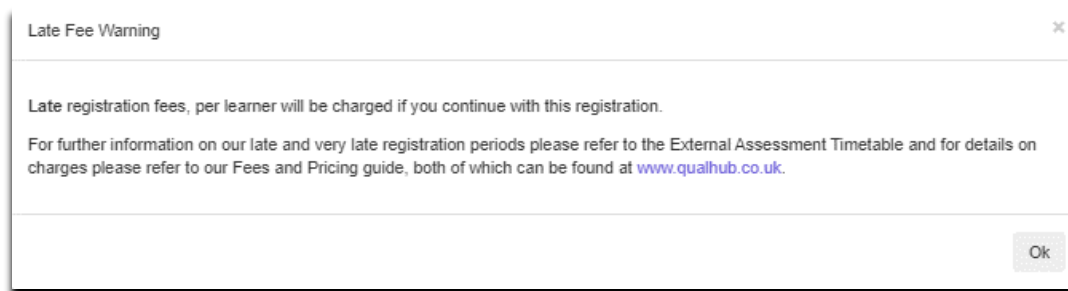 Late Fee Warning
×
Late registration fees, per learner will be charged if you continue with this registration.
For further information on our late and very late registration periods please refer to the External Assessment Timetable and for details on
charges please refer to our Fees and Pricing guide, both of which can be found at www.qualhub.co.uk.
Ok